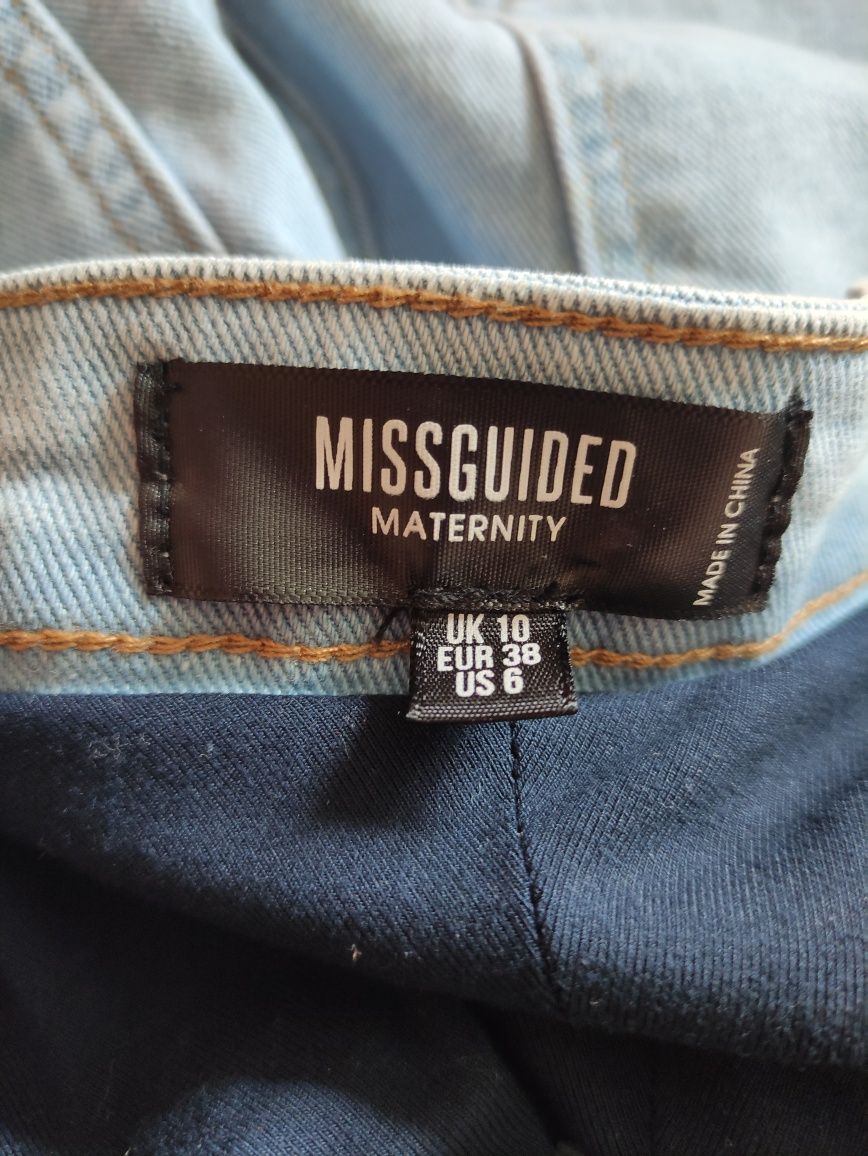 MISSGUIDED
MATERNITY
MADE IN CHINA
UK 10
EUR 38
US 6